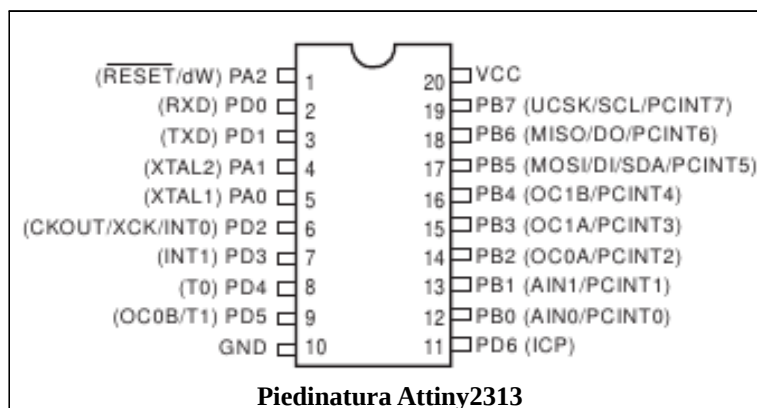 (RESET/dW) PA2 1 20 VCC
(RXD) PD0 2 19 PB7 (UCSK/SCL/PCINT7)
(TXD) PD1 3 18 PB6 (MISO/DO/PCINT6)
(XTAL2) PA1 4 17 PB5 (MOSI/DI/SDA/PCINT5)
(XTAL1) PA0 5 16 PB4 (OC1B/PCINT4)
(CKOUT/XCK/INT0) PD2 6 15 PB3 (OC1A/PCINT3)
(INT1) PD3 7 14 PB2 (OC0A/PCINT2)
(T0) PD4 8 13 PB1 (AIN1/PCINT1)
(OC0B/T1) PD5 9 12 PB0 (AIN0/PCINT0)
GND 10 11 PD6 (ICP)
Piedinatura Attiny2313